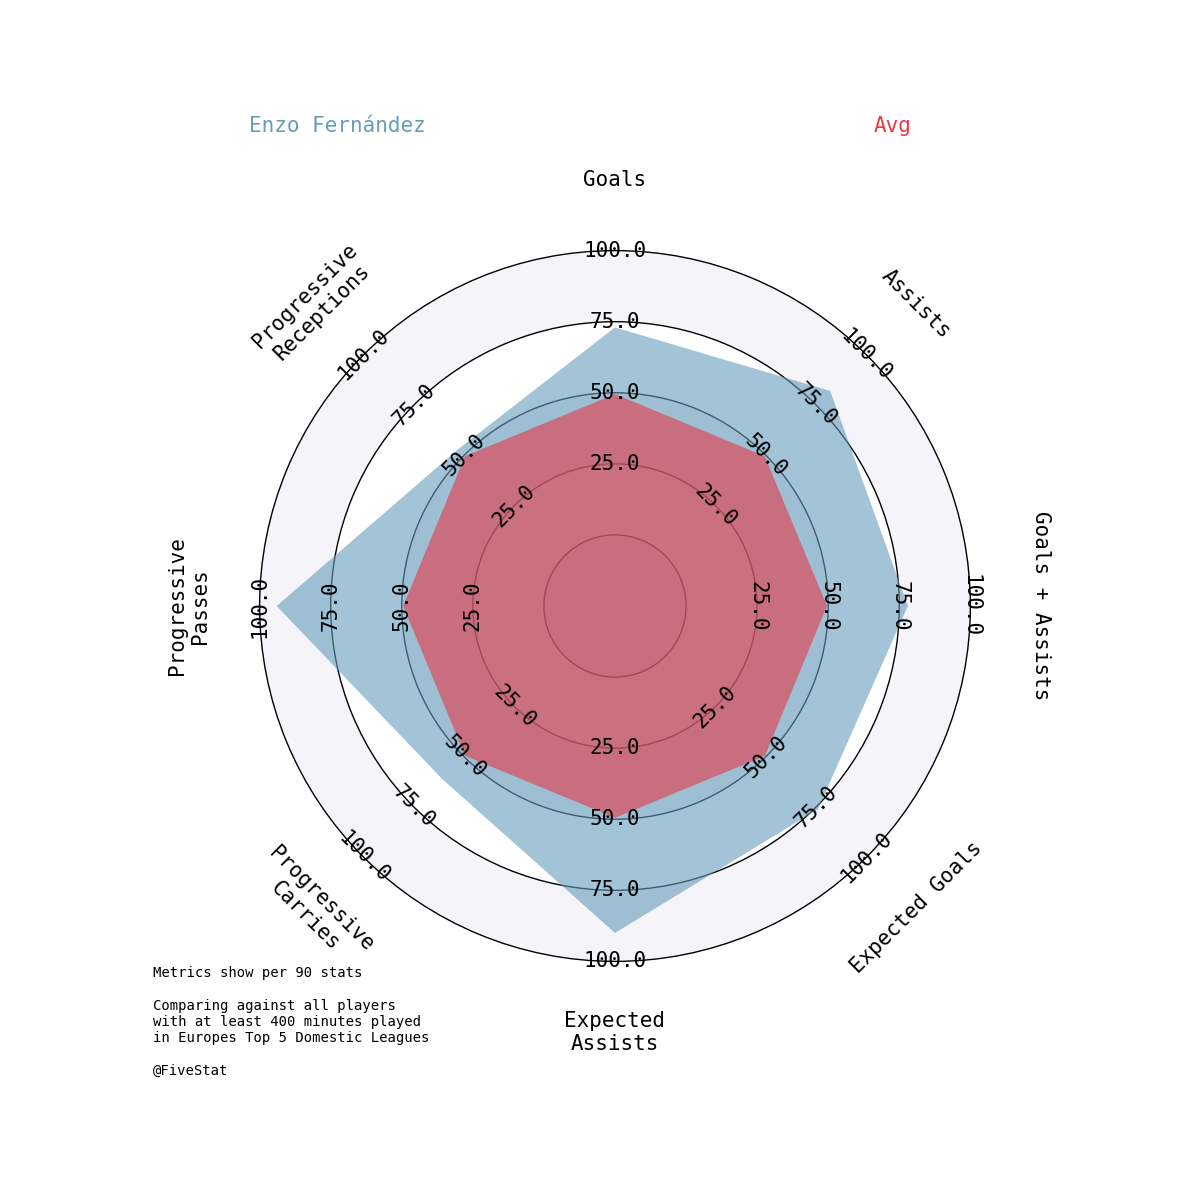 Enzo Fernández
Avg
Goals
Assists
Goals + Assists
Expected Goals
Expected
Assists
Progressive
Carries
Progressive
Passes
Progressive
Receptions
100.0
75.0
50.0
25.0
100.0
75.0
50.0
25.0
100.0
75.0
50.0
25.0
100.0
75.0
50.0
25.0
100.0
75.0
50.0
25.0
100.0
75.0
50.0
25.0
100.0
75.0
50.0
25.0
100.0
75.0
50.0
25.0
Metrics show per 90 stats
Comparing against all players
with at least 400 minutes played
in Europes Top 5 Domestic Leagues
@FiveStat